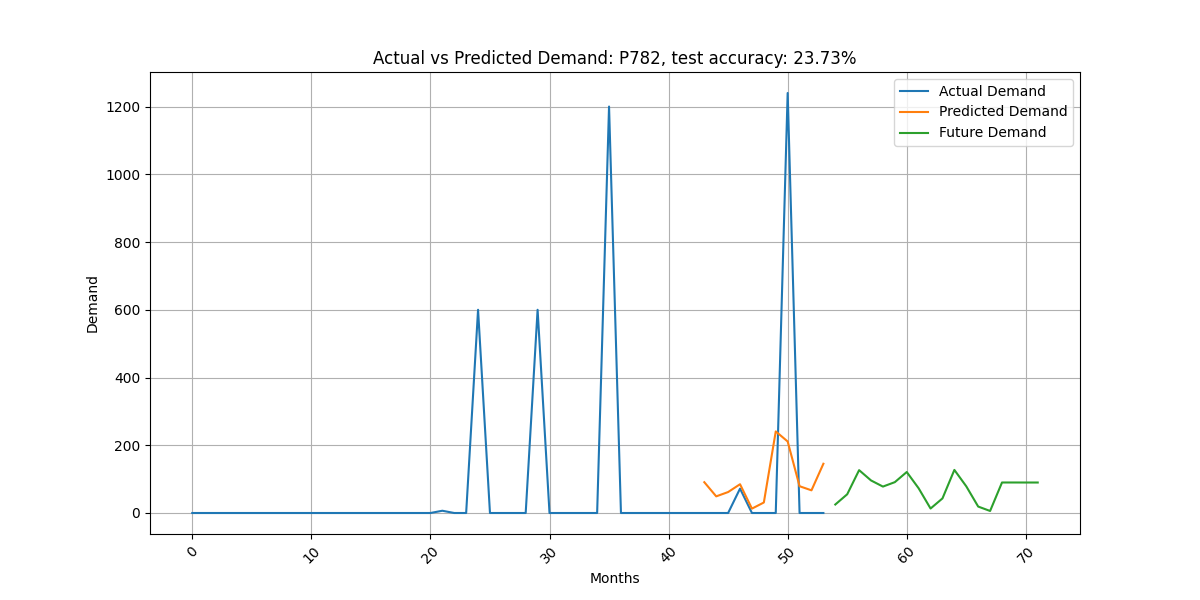 Actual vs Predicted Demand: P782, test accuracy: 23.73%
Actual Demand
Predicted Demand
Future Demand
1200
1000
800
600
400
200
0
Demand
0
10
20
30
40
50
60
70
Months